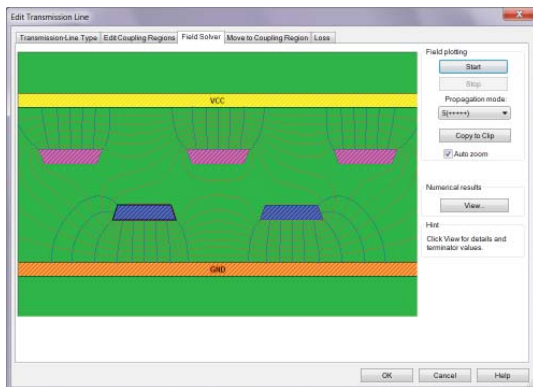 Edit Transmission Line
Transmission-Line Type
Edit Coupling Regions
Field Solver
Move to Coupling Region
Loss
Field plotting
Start
Stop
Propagation mode:
S(+++++)
Copy to Clip
Auto zoom
Numerical results
View...
Hint
Click View for details and
terminator values.
VCC
GND
OK
Cancel
Help